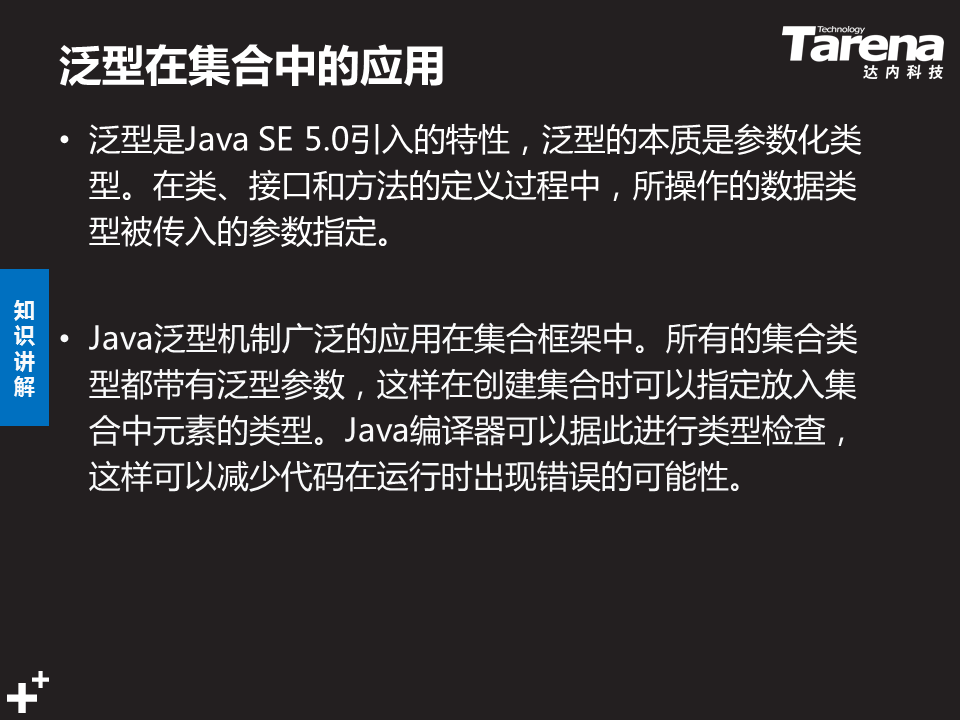 泛型在集合中的应用
Technology
Tarena
达内科技
• 泛型是Java SE 5.0引入的特性，泛型的本质是参数化类
型。在类、接口和方法的定义过程中，所操作的数据类
型被传入的参数指定。
知识讲解
• Java泛型机制广泛的应用在集合框架中。所有的集合类
型都带有泛型参数，这样在创建集合时可以指定放入集
合中元素的类型。Java编译器可以据此进行类型检查，
这样可以减少代码在运行时出现错误的可能性。